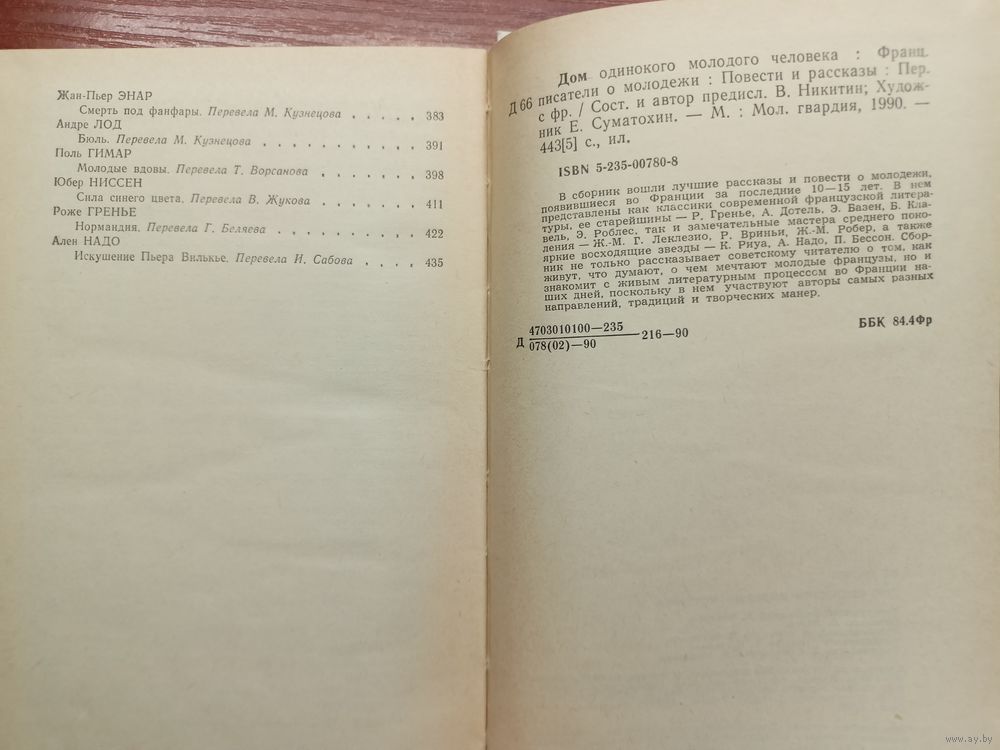 Жан-Пьер ЭНАР
Смерть под фанфары. Перевела М. Кузнецова . . . . . 383
Андре ЛОД
Бюль. Перевела М. Кузнецова . . . . . . . . . 391
Поль ГИМАР
Молодые вдовы. Перевела Т. Ворсанова . . . . . . 398
Юбер НИССЕН
Сила синего цвета. Перевела В. Жукова . . . . . . 411
Роже ГРЕНЬЕ
Нормандия. Перевела Г. Беляева . . . . . . . . 422
Ален НАДО
Искушение Пьера Вилькье. Перевела И. Сабова . . . . 435
Дом одинокого молодого человека : Франц.
Д 66 писатели о молодежи : Повести и рассказы : Пер.
с фр. / Сост. и автор предисл. В. Никитин; Худож-
ник Е. Суматохин. — М. : Мол. гвардия, 1990. —
443[5] с., ил.
ISBN 5-235-00780-8
В сборник вошли лучшие рассказы и повести о молодежи,
появившиеся во Франции за последние 10—15 лет. В нем
представлены как классики современной французской литера-
туры, ее старейшины — Р. Гренье, А. Дотель, Э. Базен, Б. Кла-
вель, Э. Роблес, так и замечательные мастера среднего поко-
ления — Ж.-М. Г. Леклезио, Р. Вриньи, Ж.-М. Робер, а также
яркие восходящие звезды — К. Риуа, А. Надо, П. Бессон. Сбор-
ник не только рассказывает советскому читателю о том, как
живут, что думают, о чем мечтают молодые французы, но и
знакомит с живым литературным процессом во Франции на-
ших дней, поскольку в нем участвуют авторы самых разных
направлений, традиций и творческих манер.
Д 4703010100—235
078(02)—90 —216—90
ББК 84.4Фр
www.ay.by